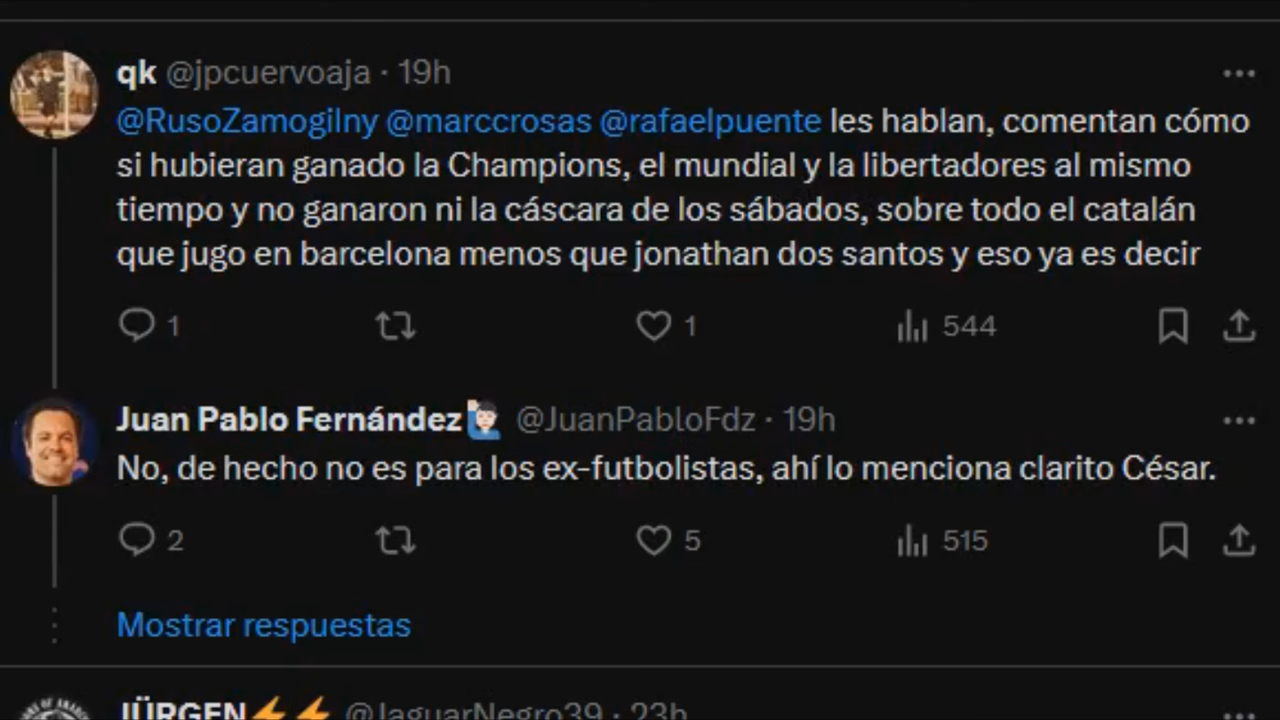 qk @jpcuervoaja · 19h
@RusoZamogilny @marccrosas @rafaelpuente les hablan, comentan cómo
si hubieran ganado la Champions, el mundial y la libertadores al mismo
tiempo y no ganaron ni la cáscara de los sábados, sobre todo el catalán
que jugo en barcelona menos que jonathan dos santos y eso ya es decir
1 1 544
Juan Pablo Fernández🙋🏻‍♂️ @JuanPabloFdz · 19h
No, de hecho no es para los ex-futbolistas, ahí lo menciona clarito César.
2 5 515
Mostrar respuestas
JÜRGEN⚡⚡ @JaguarNegro39 · 23h